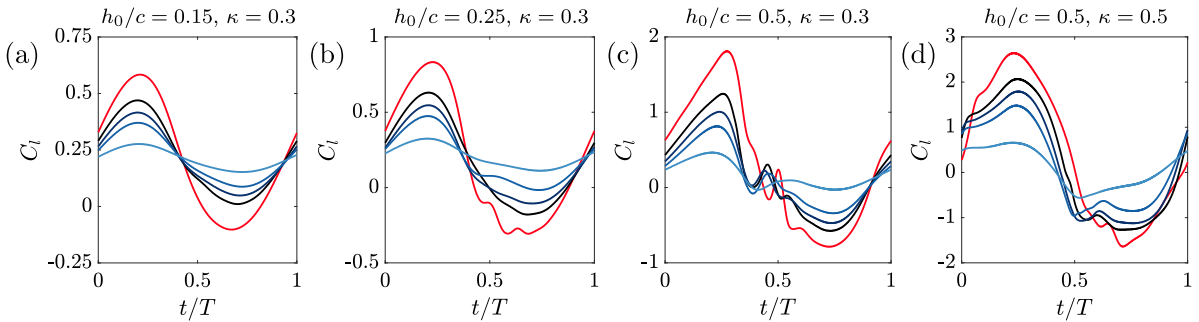 h₀/c = 0.15, κ = 0.3
(a)
0.75
0.5
0.25
0
-0.25
C_l
0
0.5
1
t/T
h₀/c = 0.25, κ = 0.3
(b)
1
0.5
0
-0.5
C_l
0
0.5
1
t/T
h₀/c = 0.5, κ = 0.3
(c)
2
1
0
-1
C_l
0
0.5
1
t/T
h₀/c = 0.5, κ = 0.5
(d)
3
2
1
0
-1
-2
C_l
0
0.5
1
t/T